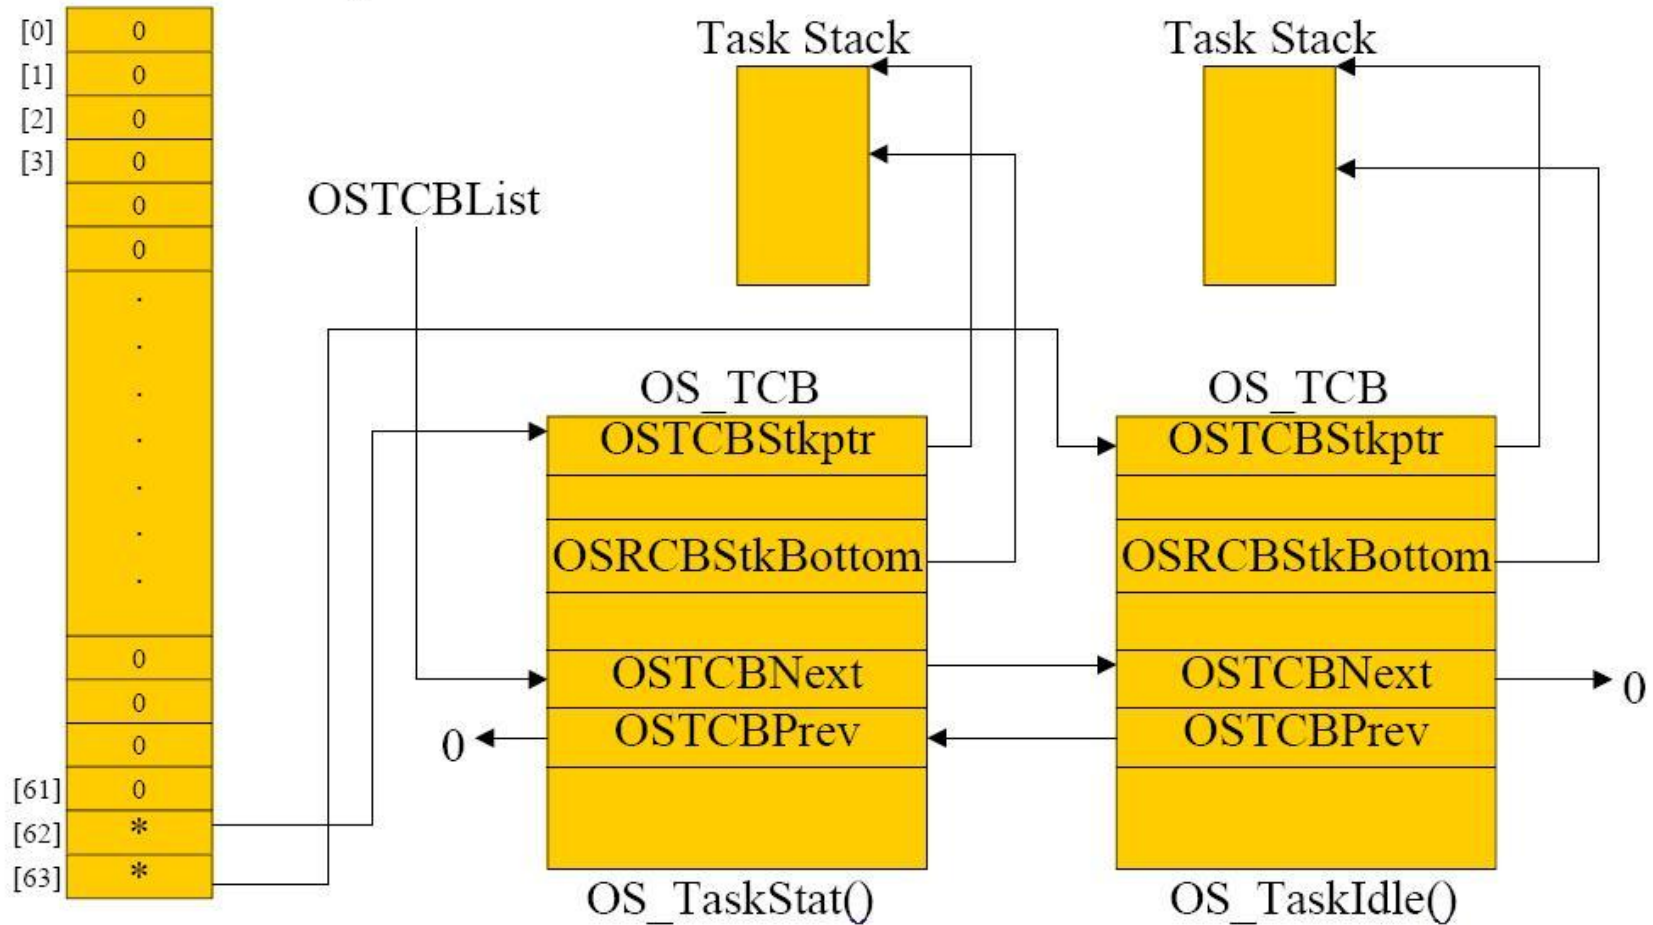 [0] 0
[1] 0
[2] 0
[3] 0
0
0
.
.
.
.
.
.
.
0
0
0
[61] 0
[62] *
[63] *
OSTCBList
Task Stack
Task Stack
OS_TCB
OSTCBStkptr
OSRCBStkBottom
OSTCBNext
OSTCBPrev
0
OS_TaskStat()
OS_TCB
OSTCBStkptr
OSRCBStkBottom
OSTCBNext
OSTCBPrev
0
OS_TaskIdle()